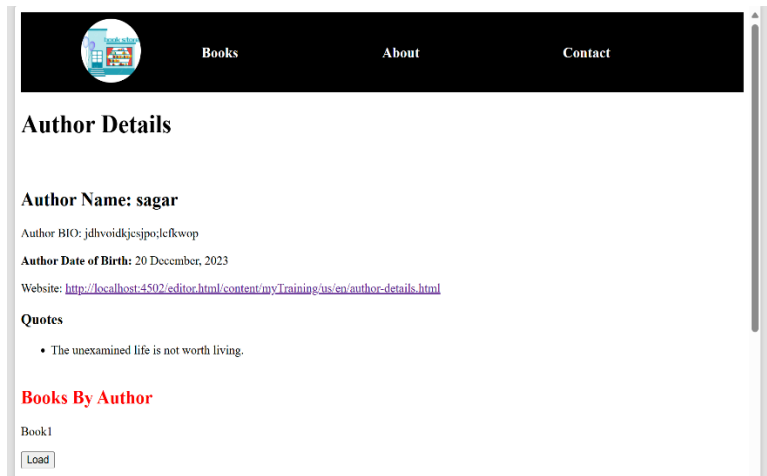 book store
Books About Contact
Author Details
Author Name: sagar
Author BIO: jdhvoidkjcsjpo;lcfkwop
Author Date of Birth: 20 December, 2023
Website: http://localhost:4502/editor.html/content/myTraining/us/en/author-details.html
Quotes
• The unexamined life is not worth living.
Books By Author
Book1
Load